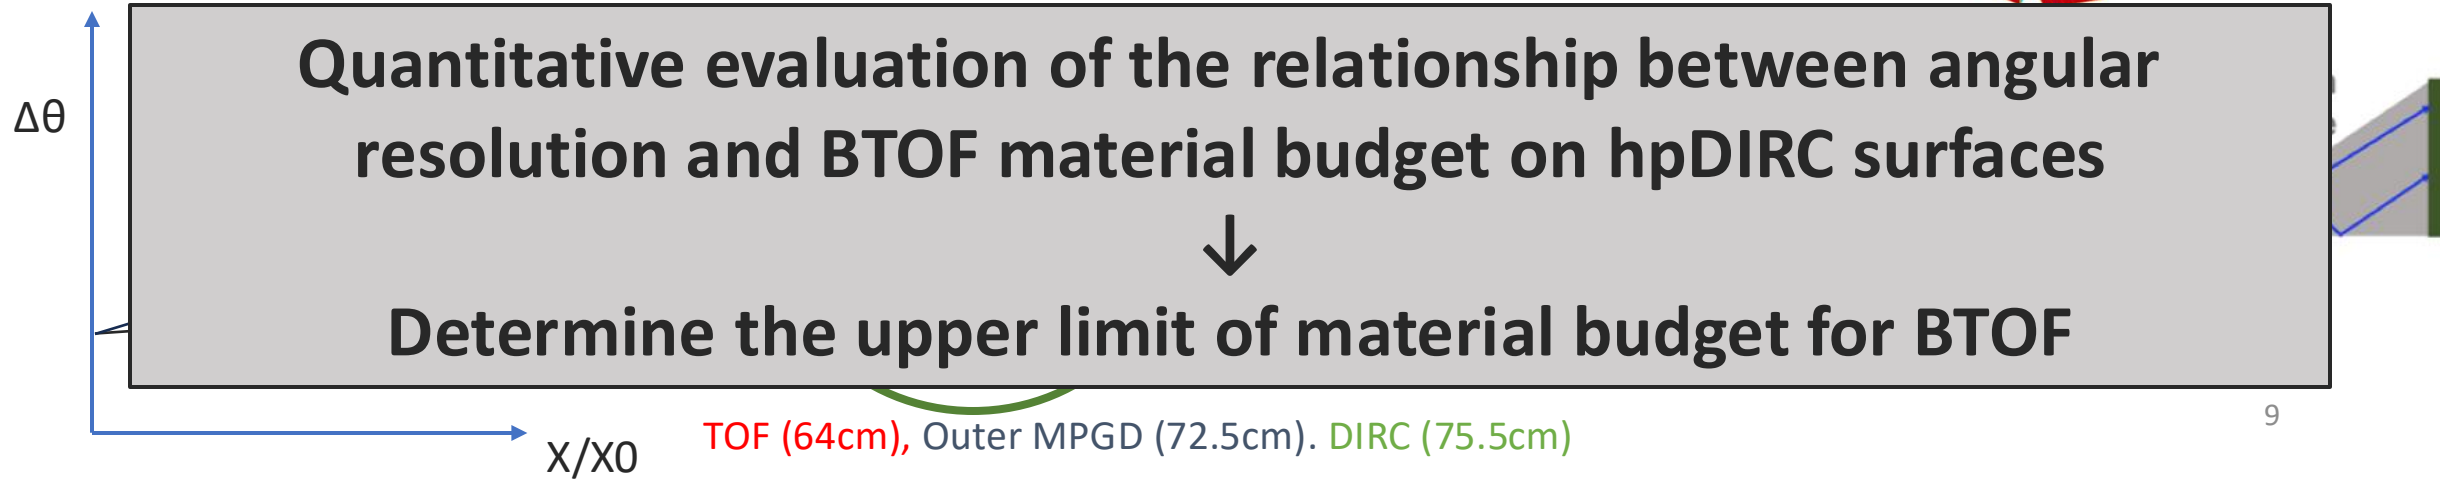 Quantitative evaluation of the relationship between angular
resolution and BTOF material budget on hpDIRC surfaces
↓
Determine the upper limit of material budget for BTOF
Δθ
X/X0
TOF (64cm), Outer MPGD (72.5cm). DIRC (75.5cm)
9